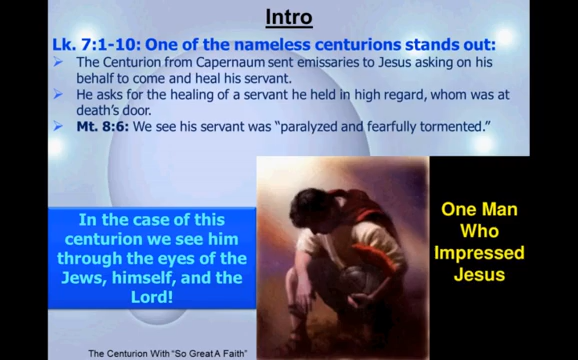 Intro
Lk. 7:1-10: One of the nameless centurions stands out:
The Centurion from Capernaum sent emissaries to Jesus asking on his
behalf to come and heal his servant.
He asks for the healing of a servant he held in high regard, whom was at
death’s door.
Mt. 8:6: We see his servant was “paralyzed and fearfully tormented.”
In the case of this
centurion we see him
through the eyes of the
Jews, himself, and the
Lord!
One Man
Who
Impressed
Jesus
The Centurion With “So Great A Faith”